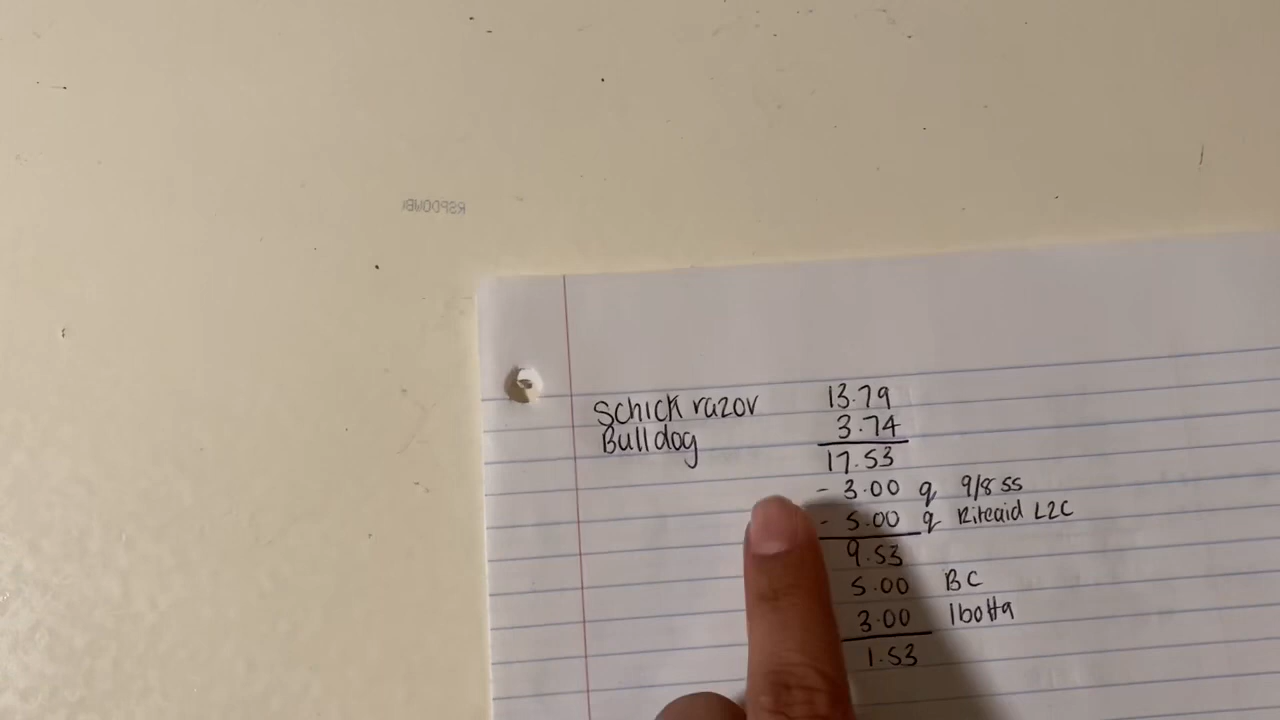 RSPDOWBK
Schick razor 13.79
Bulldog 3.74
17.53
- 3.00 q 9/8 SS
- 5.00 q Riteaid L2C
9.53
5.00 BC
3.00 Ibotta
1.53